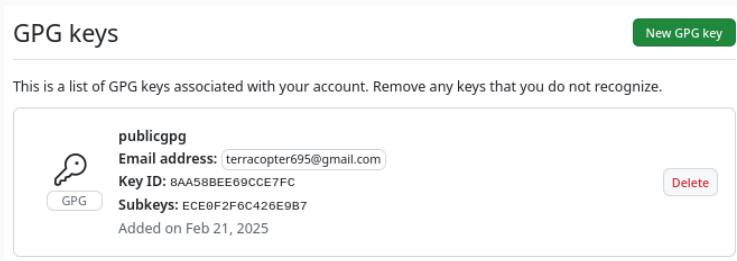 GPG keys
New GPG key
This is a list of GPG keys associated with your account. Remove any keys that you do not recognize.
publicgpg
Email address: terracopter695@gmail.com
Key ID: 8AA58BEE69CCE7FC
Subkeys: ECE0F2F6C426E9B7
Added on Feb 21, 2025
GPG
Delete